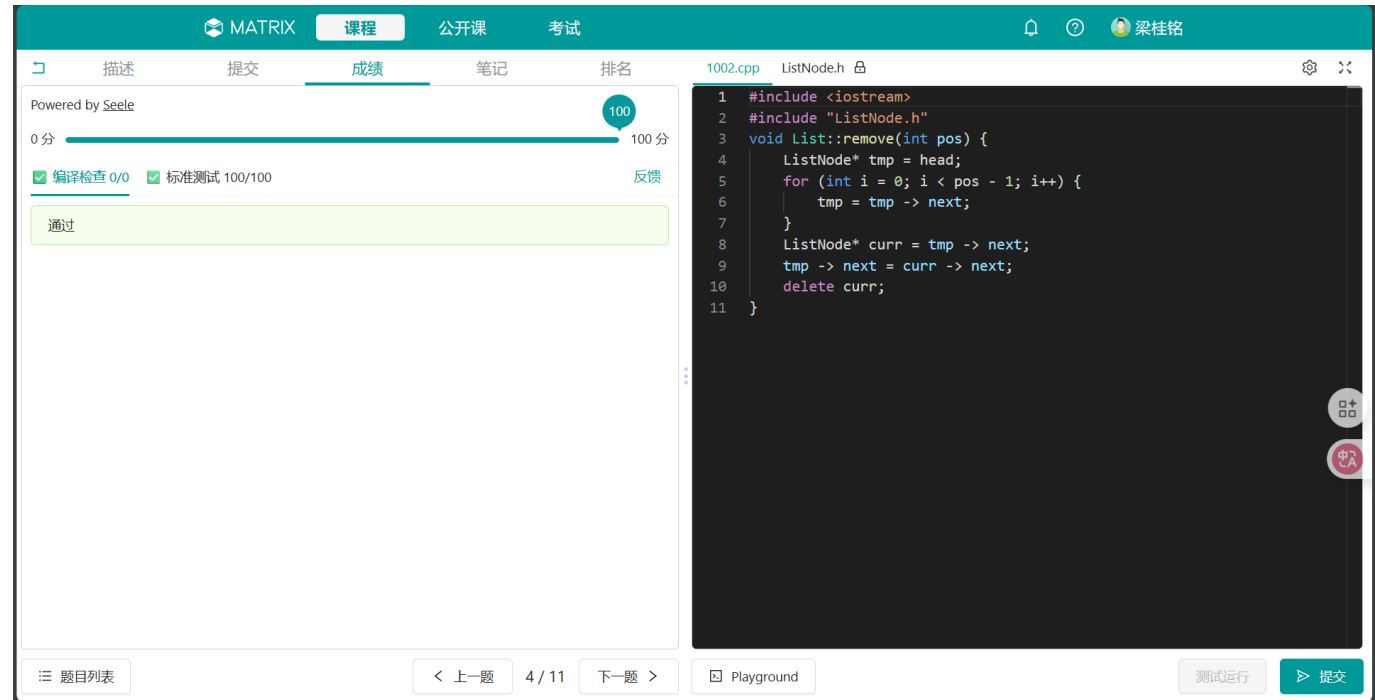 MATRIX 课程 公开课 考试 梁桂铭
描述 提交 成绩 笔记 排名
Powered by Seele
100
0 分 100 分
编译检查 0/0 标准测试 100/100 反馈
通过
题目列表 < 上一题 4 / 11 下一题 >
1002.cpp ListNode.h
1 #include <iostream>
2 #include "ListNode.h"
3 void List::remove(int pos) {
4 ListNode* tmp = head;
5 for (int i = 0; i < pos - 1; i++) {
6 tmp = tmp -> next;
7 }
8 ListNode* curr = tmp -> next;
9 tmp -> next = curr -> next;
10 delete curr;
11 }
中 A
Playground 测试运行 提交